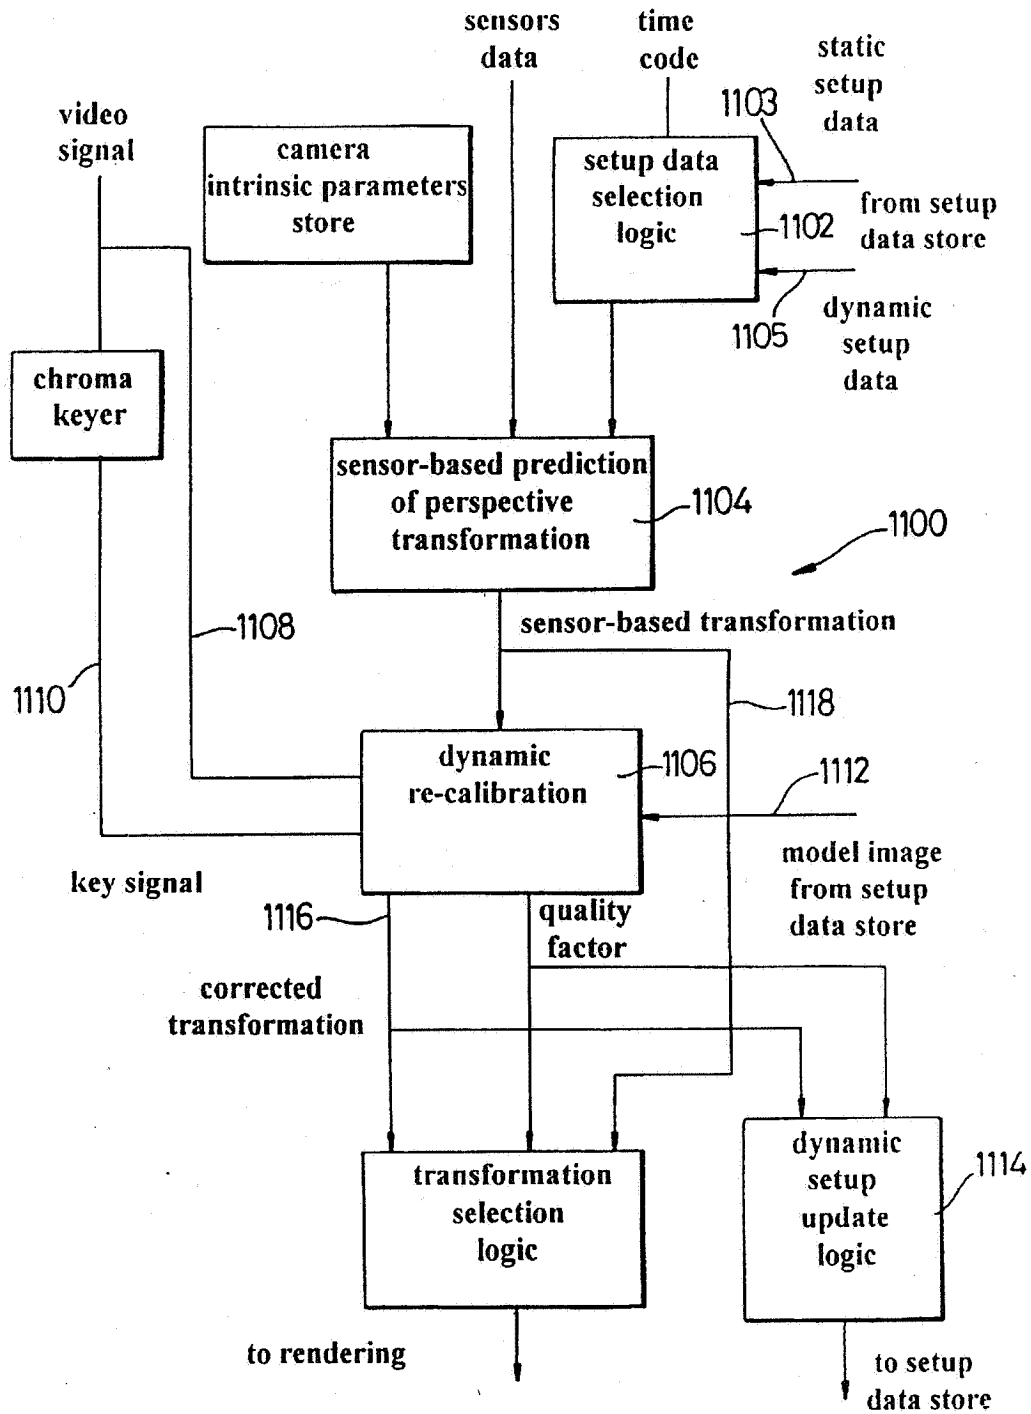 sensors
data
time
code
static
setup
data
1103
video
signal
camera
intrinsic parameters
store
setup data
selection
logic
1102
from setup
data store
1105
dynamic
setup
data
chroma
keyer
sensor-based prediction
of perspective
transformation
1104
1100
sensor-based transformation
1108
1110
1118
dynamic
re-calibration
1106
1112
model image
from setup
data store
key signal
1116
quality
factor
corrected
transformation
transformation
selection
logic
dynamic
setup
update
logic
1114
to rendering
to setup
data store